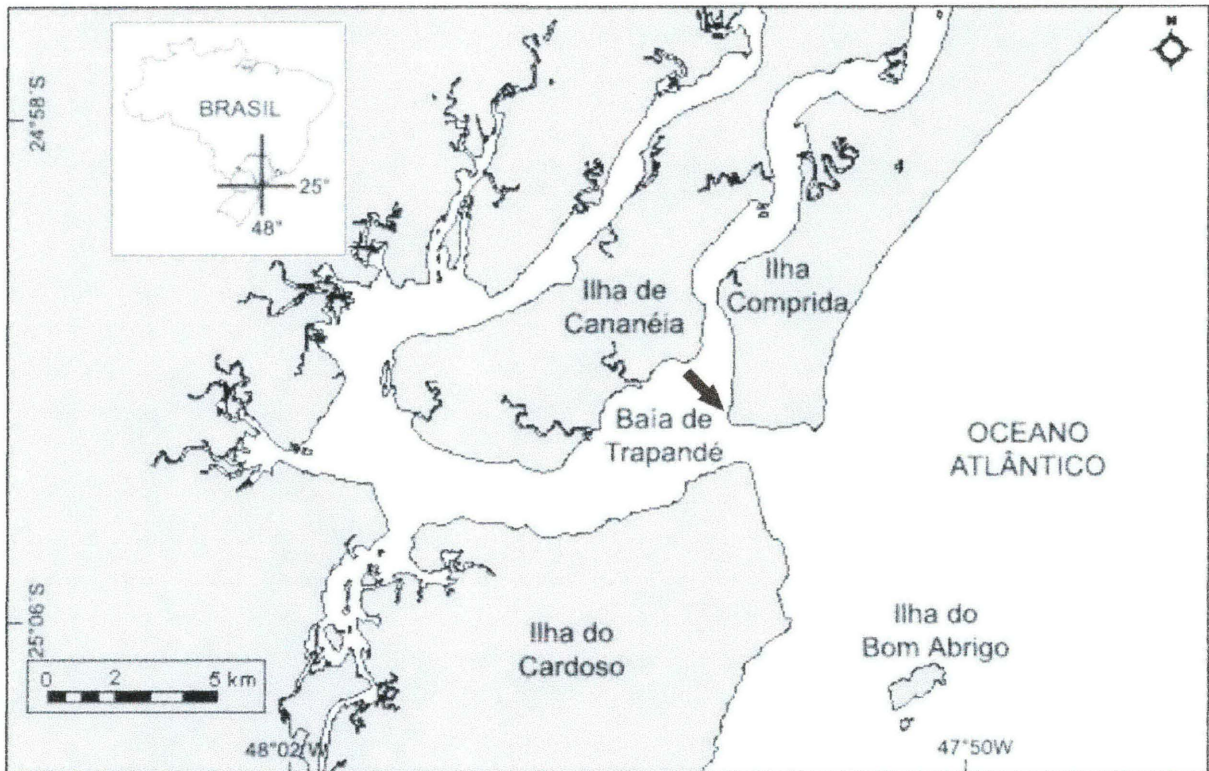 N
BRASIL
25°
48°
24°58'S
Ilha de
Cananéia
Ilha
Comprida
Baía de
Trapandé
OCEANO
ATLÂNTICO
25°06'S
Ilha do
Cardoso
Ilha do
Bom Abrigo
0 2 5 km
48°02'W
47°50W